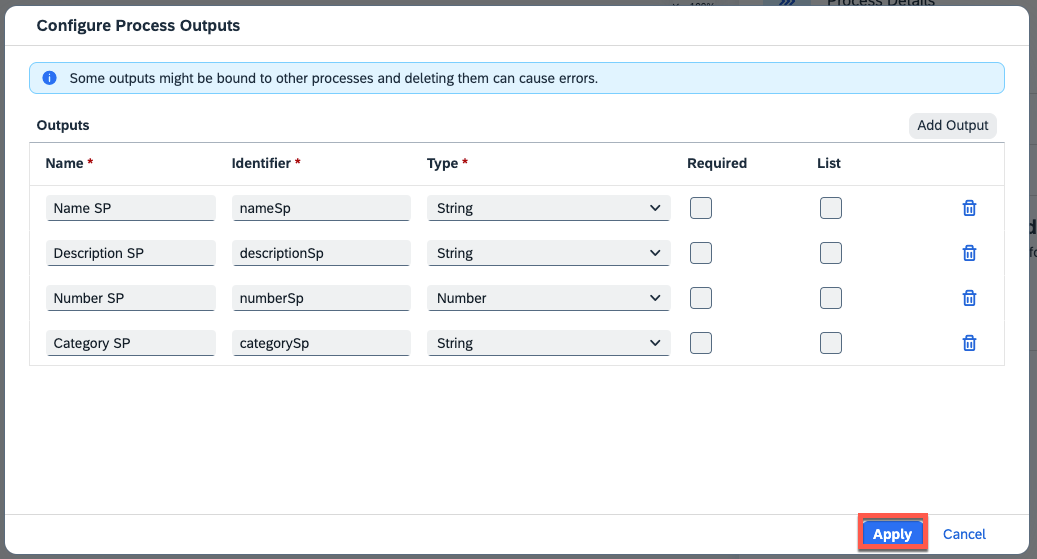 Process Details
Configure Process Outputs
Some outputs might be bound to other processes and deleting them can cause errors.
Outputs
Add Output
Name * Identifier * Type * Required List
Name SP nameSp String
Description SP descriptionSp String
Number SP numberSp Number
Category SP categorySp String
Apply Cancel